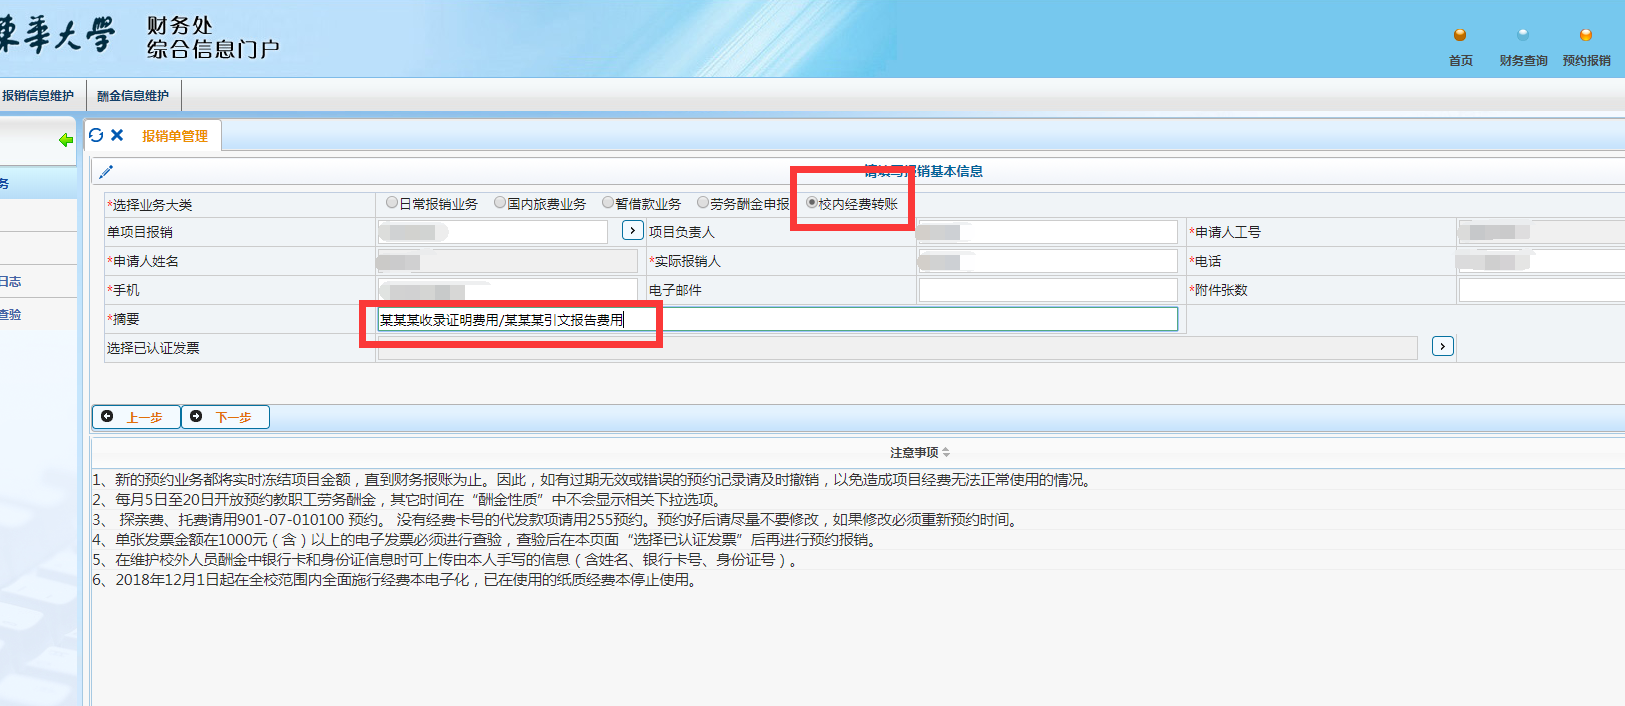 東华大学
财务处
综合信息门户
首页 财务查询 预约报销
报销信息维护 酬金信息维护
报销单管理
务
日志
查验
请填写报销基本信息
*选择业务大类 日常报销业务 国内旅费业务 暂借款业务 劳务酬金申报 校内经费转账
单项目报销 项目负责人 *申请人工号
*申请人姓名 *实际报销人 *电话
*手机 电子邮件 *附件张数
*摘要 某某某收录证明费用/某某某引文报告费用
选择已认证发票
上一步 下一步
注意事项
1、新的预约业务都将实时冻结项目金额，直到财务报账为止。因此，如有过期无效或错误的预约记录请及时撤销，以免造成项目经费无法正常使用的情况。
2、每月5日至20日开放预约教职工劳务酬金，其它时间在“酬金性质”中不会显示相关下拉选项。
3、 探亲费、托费请用901-07-010100 预约。 没有经费卡号的代发款项请用255预约。预约好后请尽量不要修改，如果修改必须重新预约时间。
4、单张发票金额在1000元（含）以上的电子发票必须进行查验，查验后在本页面“选择已认证发票”后再进行预约报销。
5、在维护校外人员酬金中银行卡和身份证信息时可上传由本人手写的信息（含姓名、银行卡号、身份证号）。
6、2018年12月1日起在全校范围内全面施行经费本电子化，已在使用的纸质经费本停止使用。